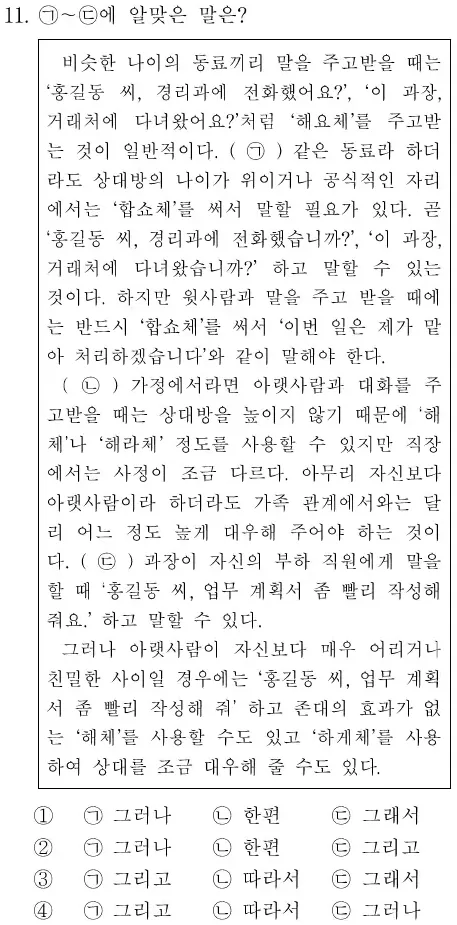 11. ㉠~㉢에 알맞은 말은?
비슷한 나이의 동료끼리 말을 주고받을 때는
‘홍길동 씨, 경리과에 전화했어요?’, ‘이 과장,
거래처에 다녀왔어요?’처럼 ‘해요체’를 주고받
는 것이 일반적이다. ( ㉠ ) 같은 동료라 하더
라도 상대방의 나이가 위이거나 공식적인 자리
에서는 ‘합쇼체’를 써서 말할 필요가 있다. 곧
‘홍길동 씨, 경리과에 전화했습니까?’, ‘이 과장,
거래처에 다녀왔습니까?’ 하고 말할 수 있는
것이다. 하지만 윗사람과 말을 주고 받을 때에
는 반드시 ‘합쇼체’를 써서 ‘이번 일은 제가 맡
아 처리하겠습니다’와 같이 말해야 한다.
( ㉡ ) 가정에서라면 아랫사람과 대화를 주
고받을 때는 상대방을 높이지 않기 때문에 ‘해
체’나 ‘해라체’ 정도를 사용할 수 있지만 직장
에서는 사정이 조금 다르다. 아무리 자신보다
아랫사람이라 하더라도 가족 관계에서와는 달
리 어느 정도 높게 대우해 주어야 하는 것이
다. ( ㉢ ) 과장이 자신의 부하 직원에게 말을
할 때 ‘홍길동 씨, 업무 계획서 좀 빨리 작성해
줘요.’ 하고 말할 수 있다.
그러나 아랫사람이 자신보다 매우 어리거나
친밀한 사이일 경우에는 ‘홍길동 씨, 업무 계획
서 좀 빨리 작성해 줘’ 하고 존대의 효과가 없
는 ‘해체’를 사용할 수도 있고 ‘하게체’를 사용
하여 상대를 조금 대우해 줄 수도 있다.
① ㉠ 그러나 ㉡ 한편 ㉢ 그래서
② ㉠ 그러나 ㉡ 한편 ㉢ 그리고
③ ㉠ 그리고 ㉡ 따라서 ㉢ 그래서
④ ㉠ 그리고 ㉡ 따라서 ㉢ 그러나